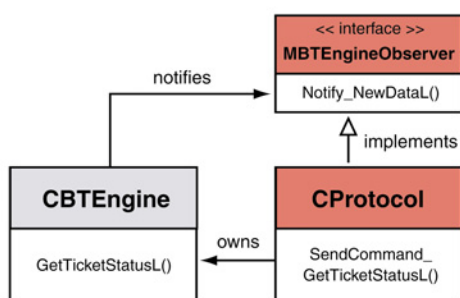 << interface >>
MBTEngineObserver
Notify_NewDataL()
notifies
implements
CBTEngine
GetTicketStatusL()
owns
CProtocol
SendCommand_
GetTicketStatusL()